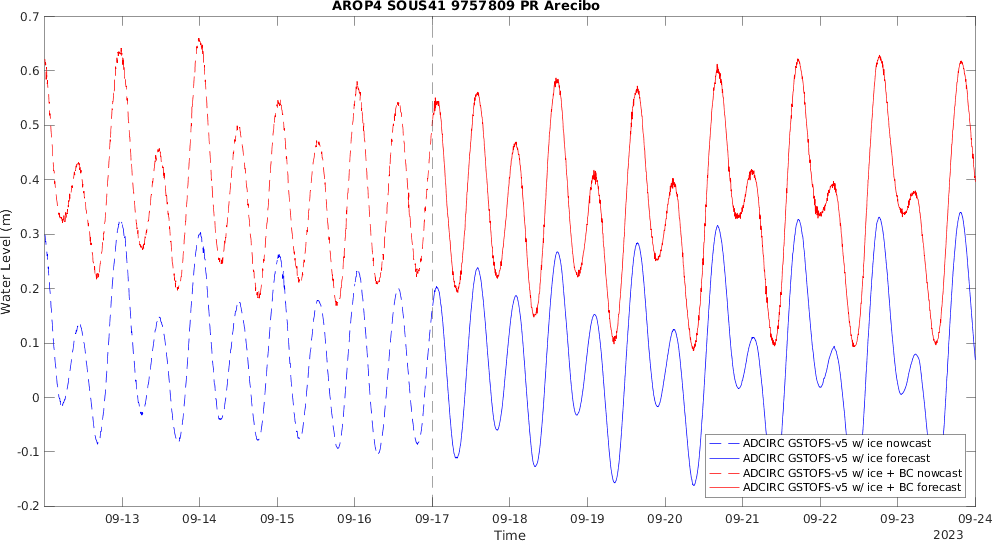 AROP4 SOUS41 9757809 PR Arecibo
0.7
0.6
0.5
0.4
0.3
0.2
0.1
0
-0.1
-0.2
Water Level (m)
ADCIRC GSTOFS-v5 w/ ice nowcast
ADCIRC GSTOFS-v5 w/ ice forecast
ADCIRC GSTOFS-v5 w/ ice + BC nowcast
ADCIRC GSTOFS-v5 w/ ice + BC forecast
09-13 09-14 09-15 09-16 09-17 09-18 09-19 09-20 09-21 09-22 09-23 09-24
Time
2023